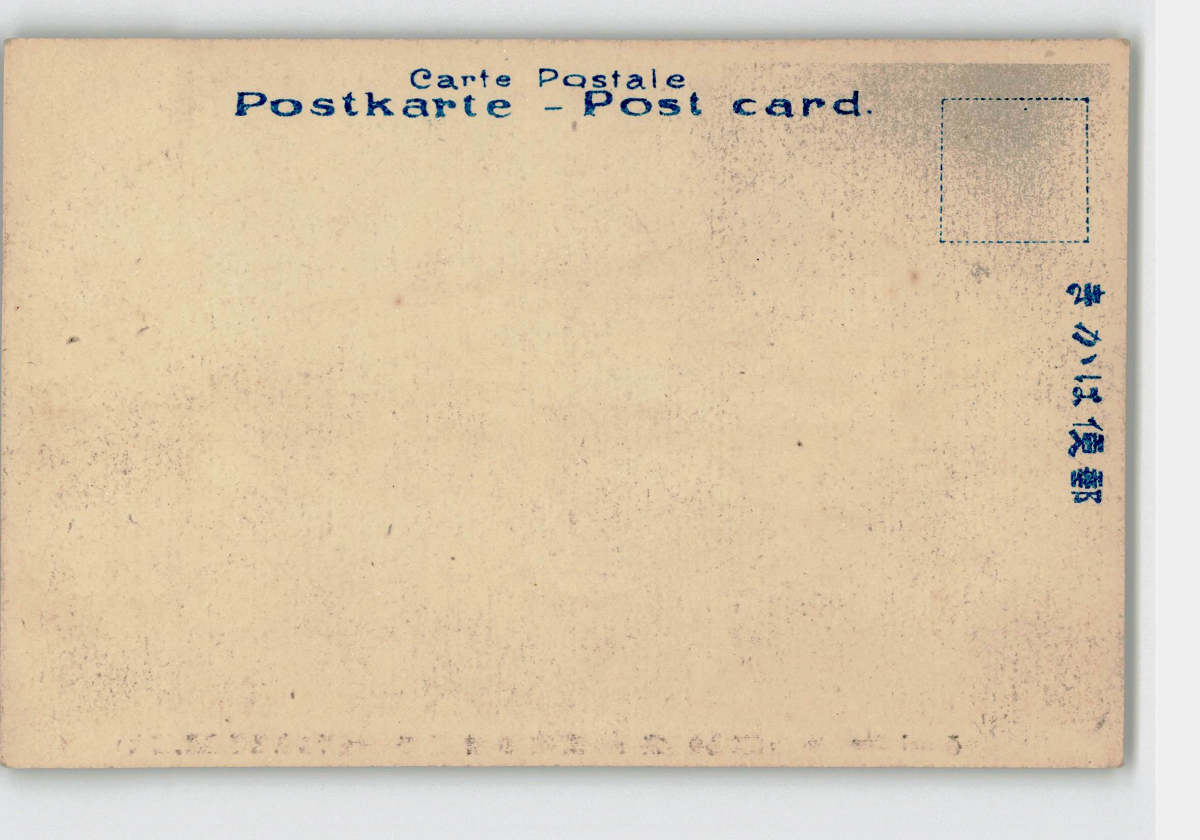 Carte Postale
Postkarte - Post card.
郵便はがき